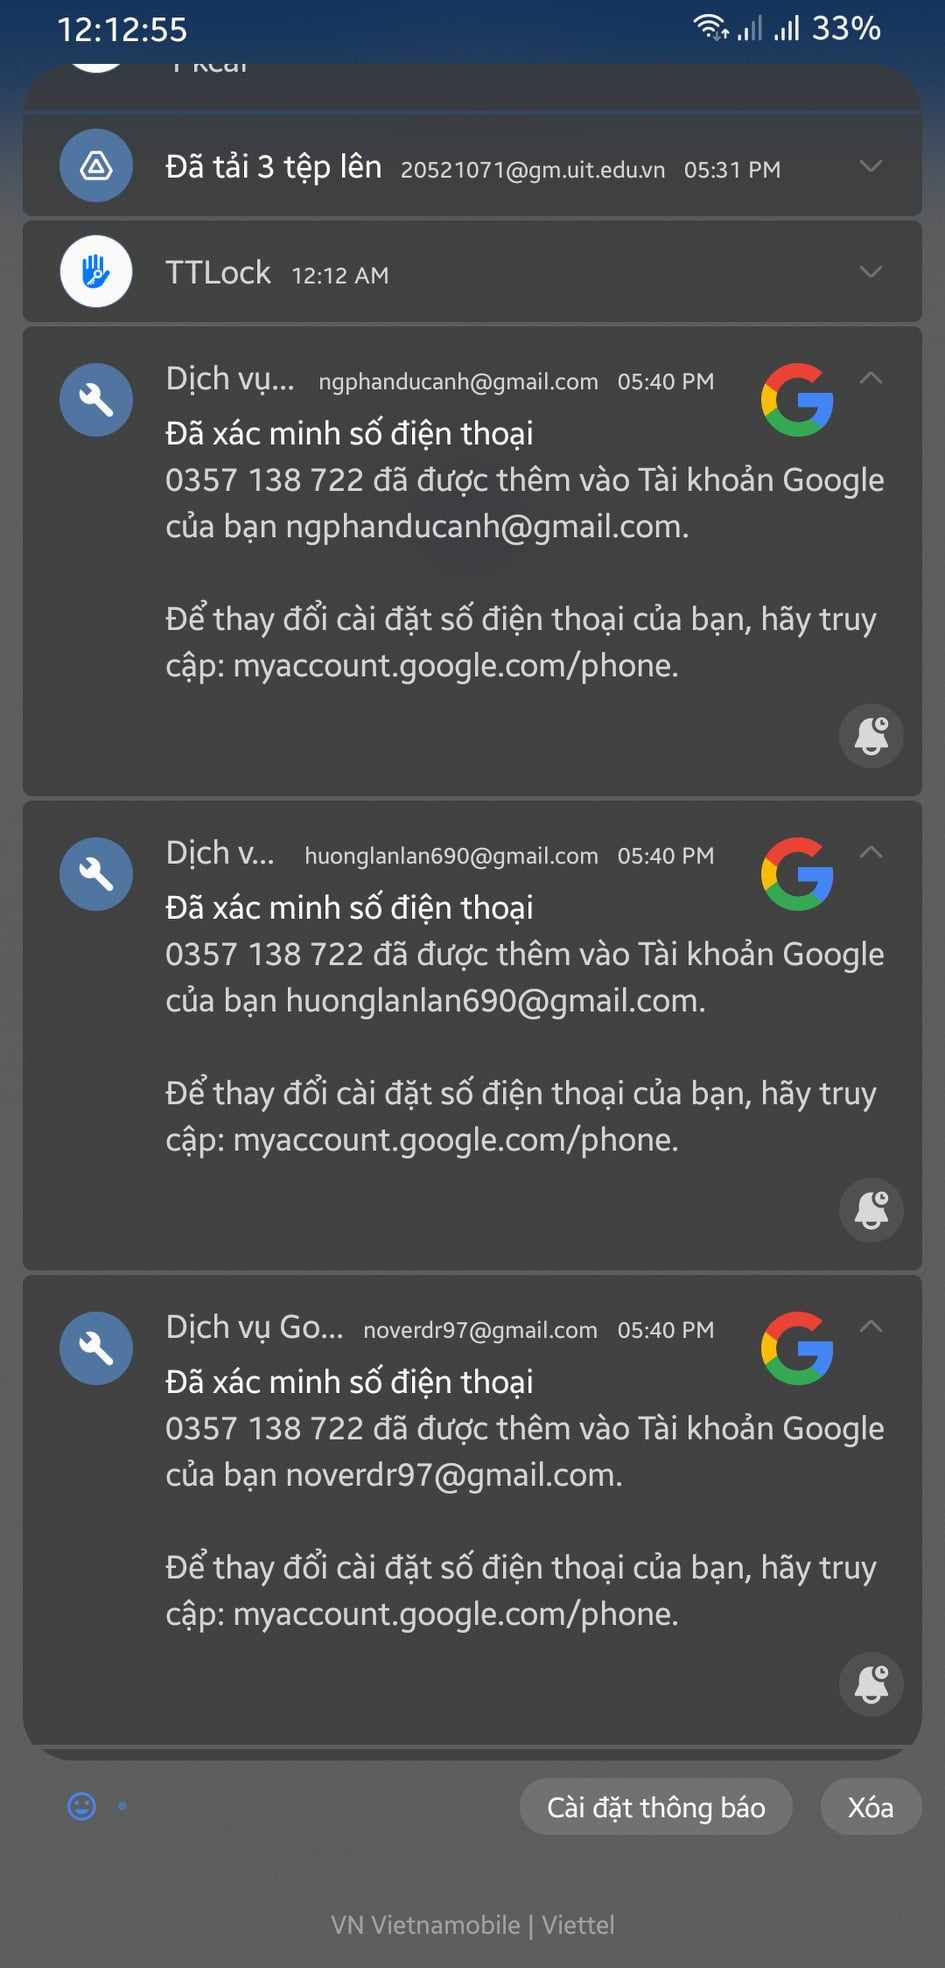 12:12:55 33%
1 kcal
Đã tải 3 tệp lên 20521071@gm.uit.edu.vn 05:31 PM
TTLock 12:12 AM
Dịch vụ... ngphanducanh@gmail.com 05:40 PM
Đã xác minh số điện thoại
0357 138 722 đã được thêm vào Tài khoản Google
của bạn ngphanducanh@gmail.com.
Để thay đổi cài đặt số điện thoại của bạn, hãy truy
cập: myaccount.google.com/phone.
Dịch v... huonglanlan690@gmail.com 05:40 PM
Đã xác minh số điện thoại
0357 138 722 đã được thêm vào Tài khoản Google
của bạn huonglanlan690@gmail.com.
Để thay đổi cài đặt số điện thoại của bạn, hãy truy
cập: myaccount.google.com/phone.
Dịch vụ Go... noverdr97@gmail.com 05:40 PM
Đã xác minh số điện thoại
0357 138 722 đã được thêm vào Tài khoản Google
của bạn noverdr97@gmail.com.
Để thay đổi cài đặt số điện thoại của bạn, hãy truy
cập: myaccount.google.com/phone.
Cài đặt thông báo Xóa
VN Vietnamobile | Viettel